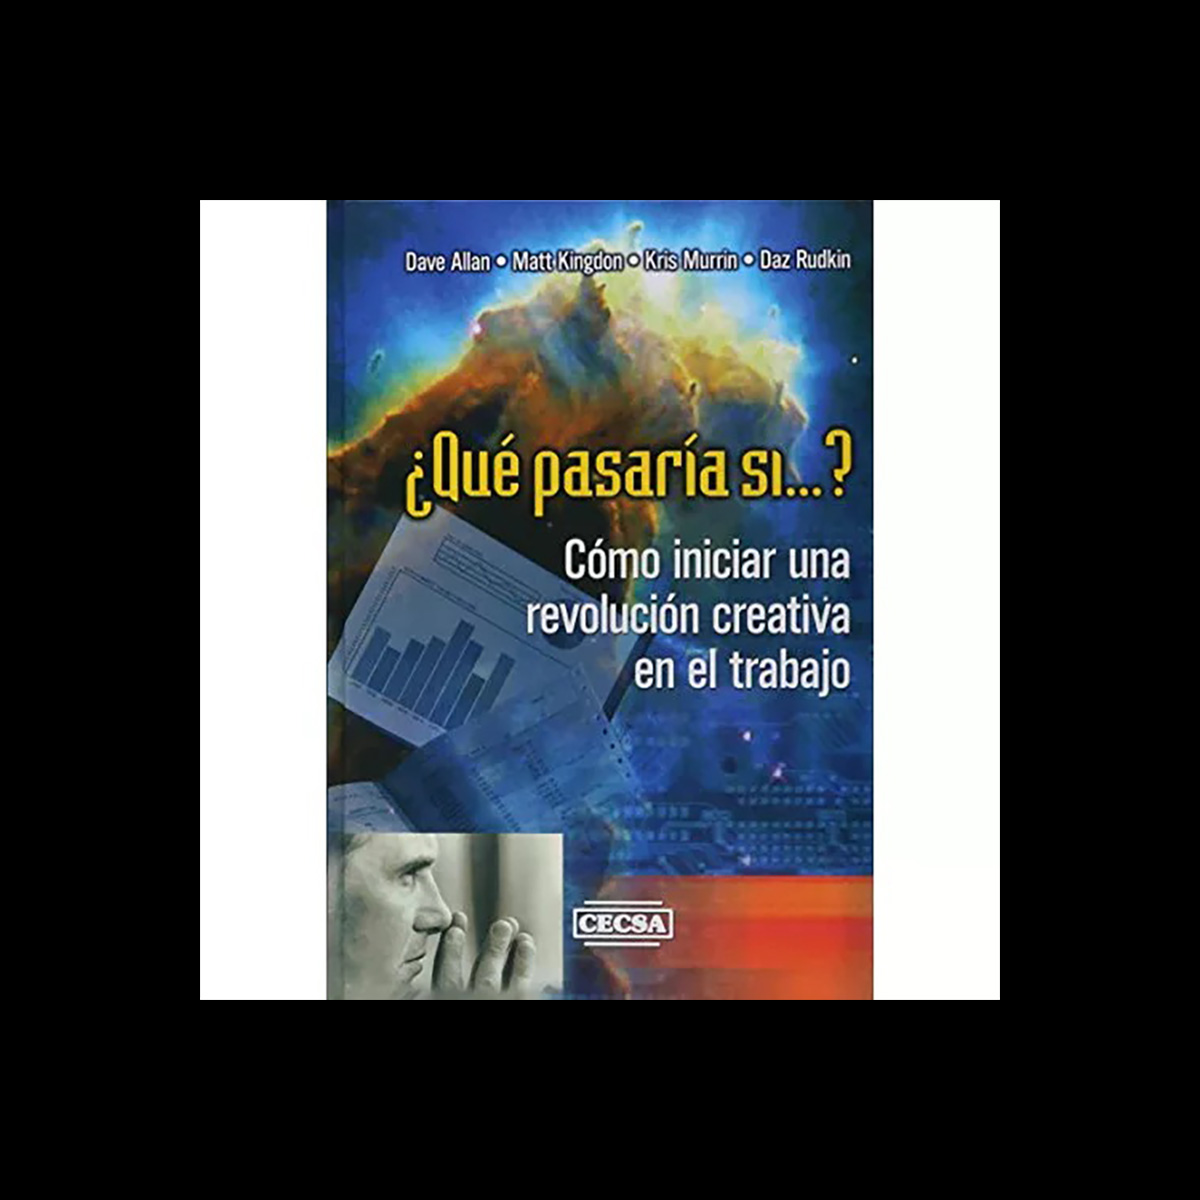 Dave Allan • Matt Kingdon • Kris Murrin • Daz Rudkin
¿Qué pasaría si...?
Cómo iniciar una
revolución creativa
en el trabajo
CECSA